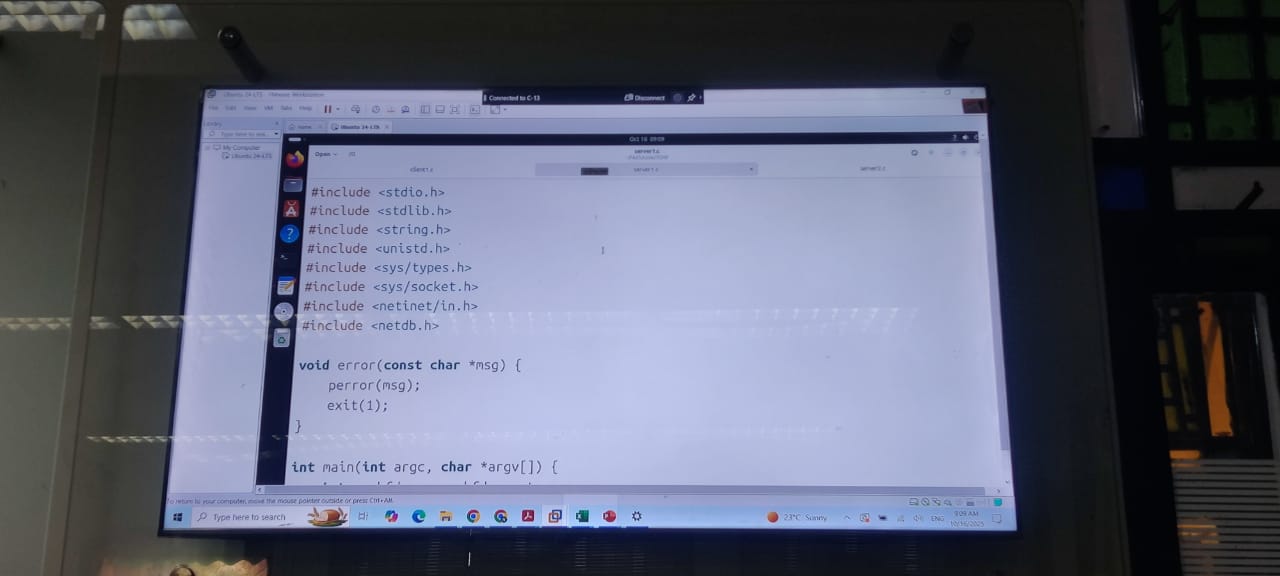 Ubuntu 24-LTS - VMware Workstation
Connected to C-13
Disconnect
File Edit View VM Tabs Help
Library
Type here to sea...
Home
Ubuntu 24-LTS
My Computer
Ubuntu 24-LTS
Oct 16 09:09
Open
server1.c
client1.c
server1.c
server2.c
#include <stdio.h>
#include <stdlib.h>
#include <string.h>
#include <unistd.h>
#include <sys/types.h>
#include <sys/socket.h>
#include <netinet/in.h>
#include <netdb.h>
void error(const char *msg) {
perror(msg);
exit(1);
}
int main(int argc, char *argv[]) {
To return to your computer, move the mouse pointer outside or press Ctrl+Alt.
Type here to search
23°C Sunny
ENG
9:09 AM
10/16/2025